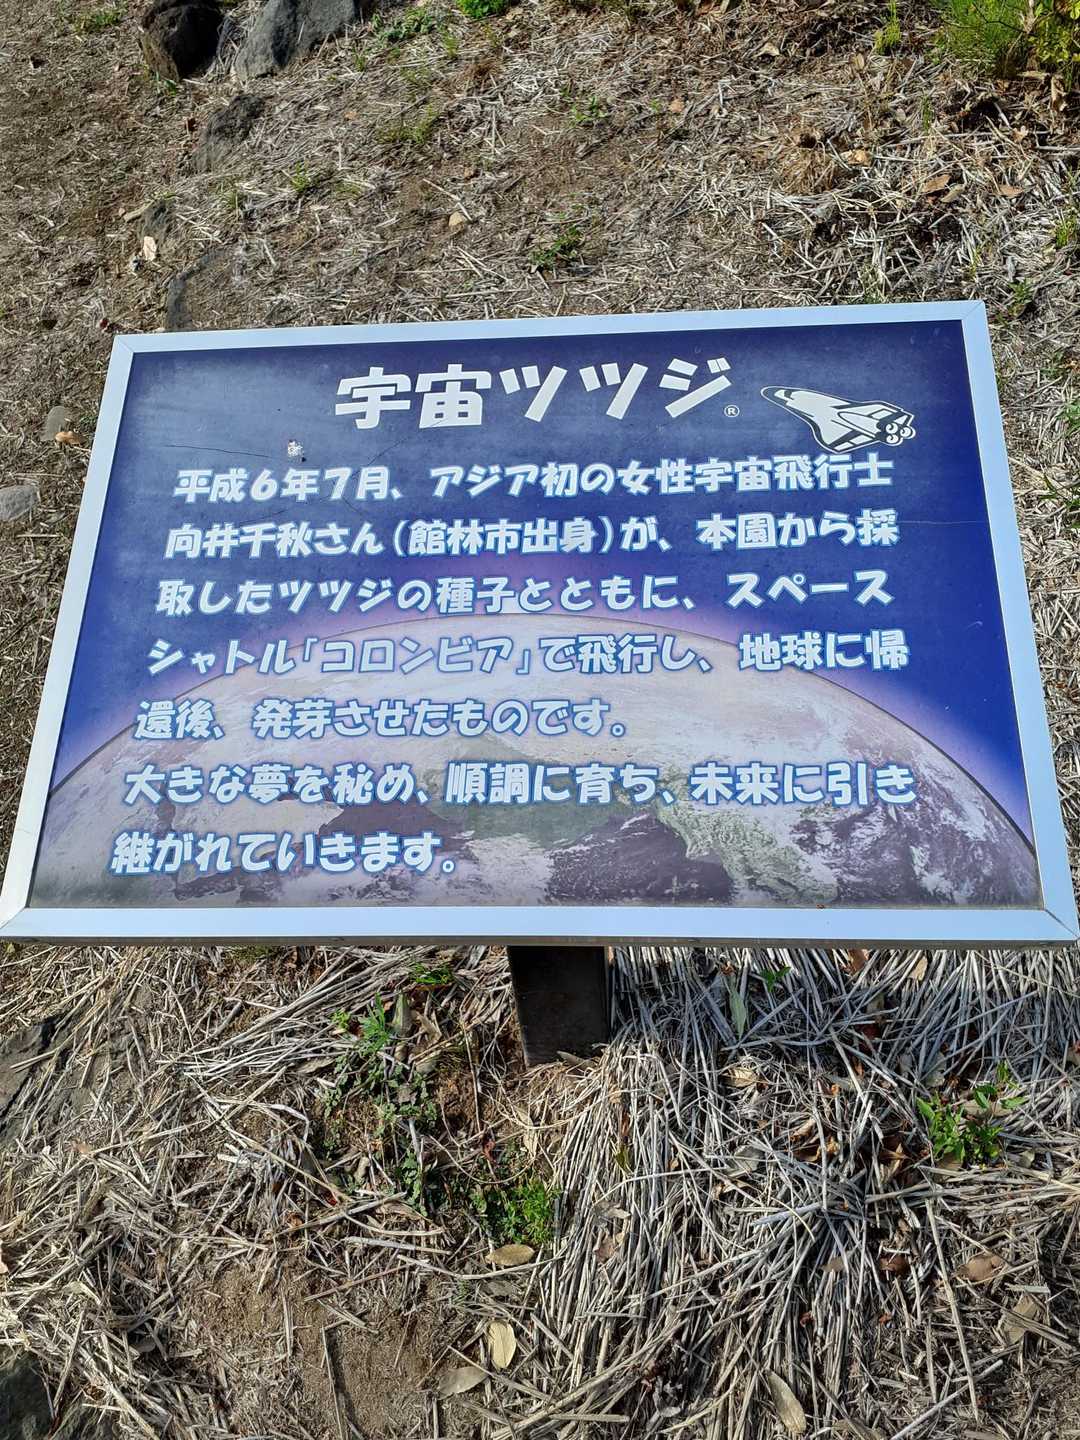 宇宙ツツジ®
平成6年7月、アジア初の女性宇宙飛行士
向井千秋さん(館林市出身)が、本園から採
取したツツジの種子とともに、スペース
シャトル「コロンビア」で飛行し、地球に帰
還後、発芽させたものです。
大きな夢を秘め、順調に育ち、未来に引き
継がれていきます。